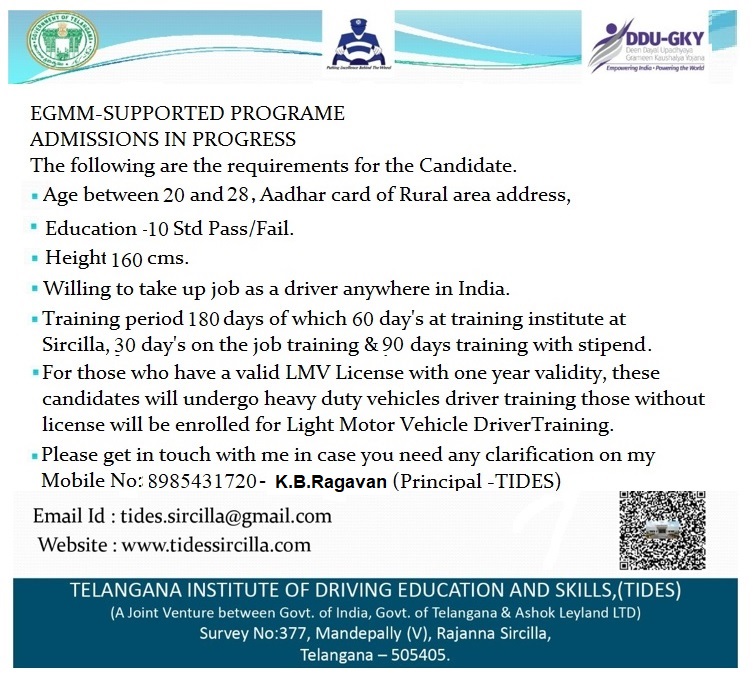 GOVERNMENT OF TELANGANA
Putting Excellence Behind The Wheel
DDU-GKY
Deen Dayal Upadhyaya
Grameen Kaushalya Yojana
Empowering India • Powering the World
EGMM-SUPPORTED PROGRAME
ADMISSIONS IN PROGRESS
The following are the requirements for the Candidate.
▪ Age between 20 and 28, Aadhar card of Rural area address,
▪ Education -10 Std Pass/Fail.
▪ Height 160 cms.
▪ Willing to take up job as a driver anywhere in India.
▪ Training period 180 days of which 60 day's at training institute at
Sircilla, 30 day's on the job training & 90 days training with stipend.
▪ For those who have a valid LMV License with one year validity, these
candidates will undergo heavy duty vehicles driver training those without
license will be enrolled for Light Motor Vehicle DriverTraining.
▪ Please get in touch with me in case you need any clarification on my
Mobile No: 8985431720- K.B.Ragavan (Principal -TIDES)
Email Id : tides.sircilla@gmail.com
Website : www.tidessircilla.com
TELANGANA INSTITUTE OF DRIVING EDUCATION AND SKILLS,(TIDES)
(A Joint Venture between Govt. of India, Govt. of Telangana & Ashok Leyland LTD)
Survey No:377, Mandepally (V), Rajanna Sircilla,
Telangana – 505405.